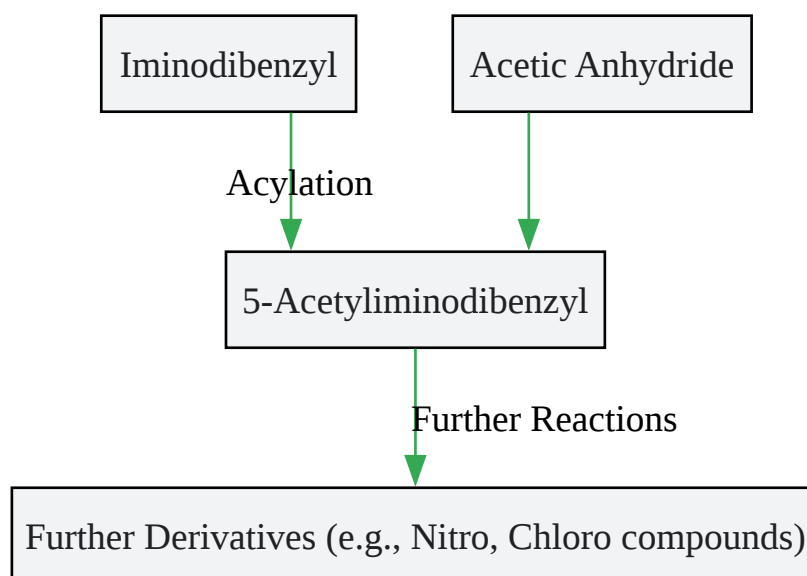 Iminodibenzyl
Acetic Anhydride
Acylation
5-Acetyliminodibenzyl
Further Reactions
Further Derivatives (e.g., Nitro, Chloro compounds)